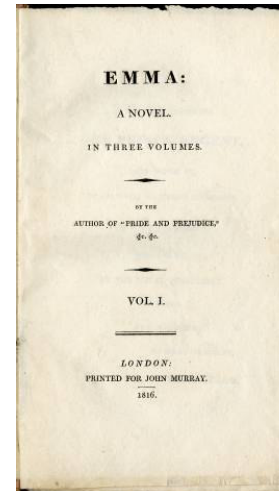 EMMA:
A NOVEL.
IN THREE VOLUMES.
BY THE
AUTHOR OF "PRIDE AND PREJUDICE,"
&c. &c.
VOL. I.
LONDON:
PRINTED FOR JOHN MURRAY.
1816.